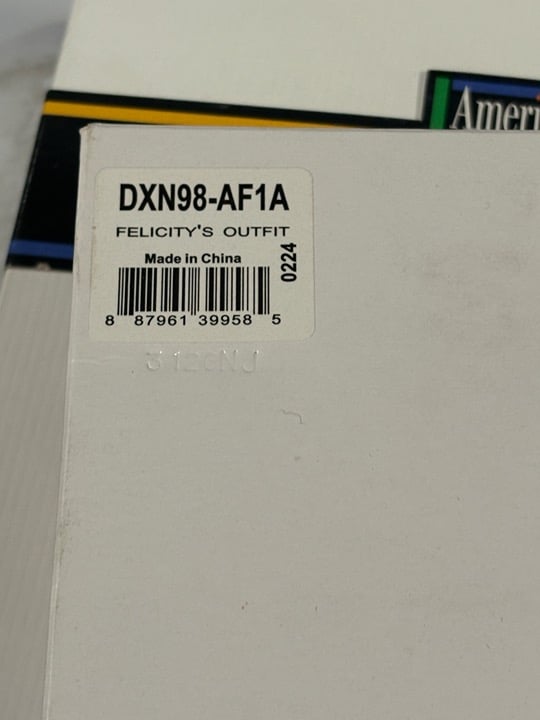 Ameri
DXN98-AF1A
FELICITY'S OUTFIT
Made in China
0224
8 87961 39958 5